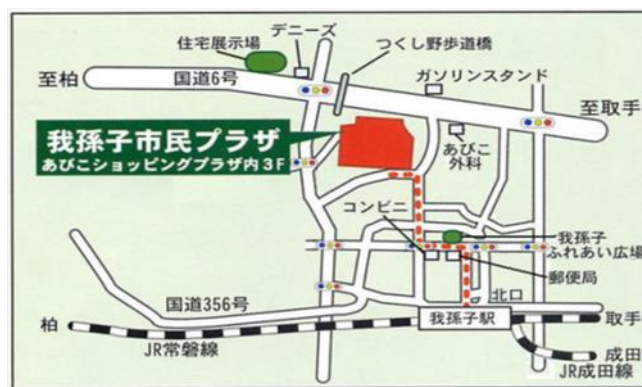 デニーズ
住宅展示場
つくし野歩道橋
至柏
国道6号
ガソリンスタンド
至取手
我孫子市民プラザ
あびこショッピングプラザ内3F
あびこ
外科
コンビニ
我孫子
ふれあい広場
郵便局
国道356号
北口
柏
我孫子駅
取手
JR常磐線
成田
JR成田線